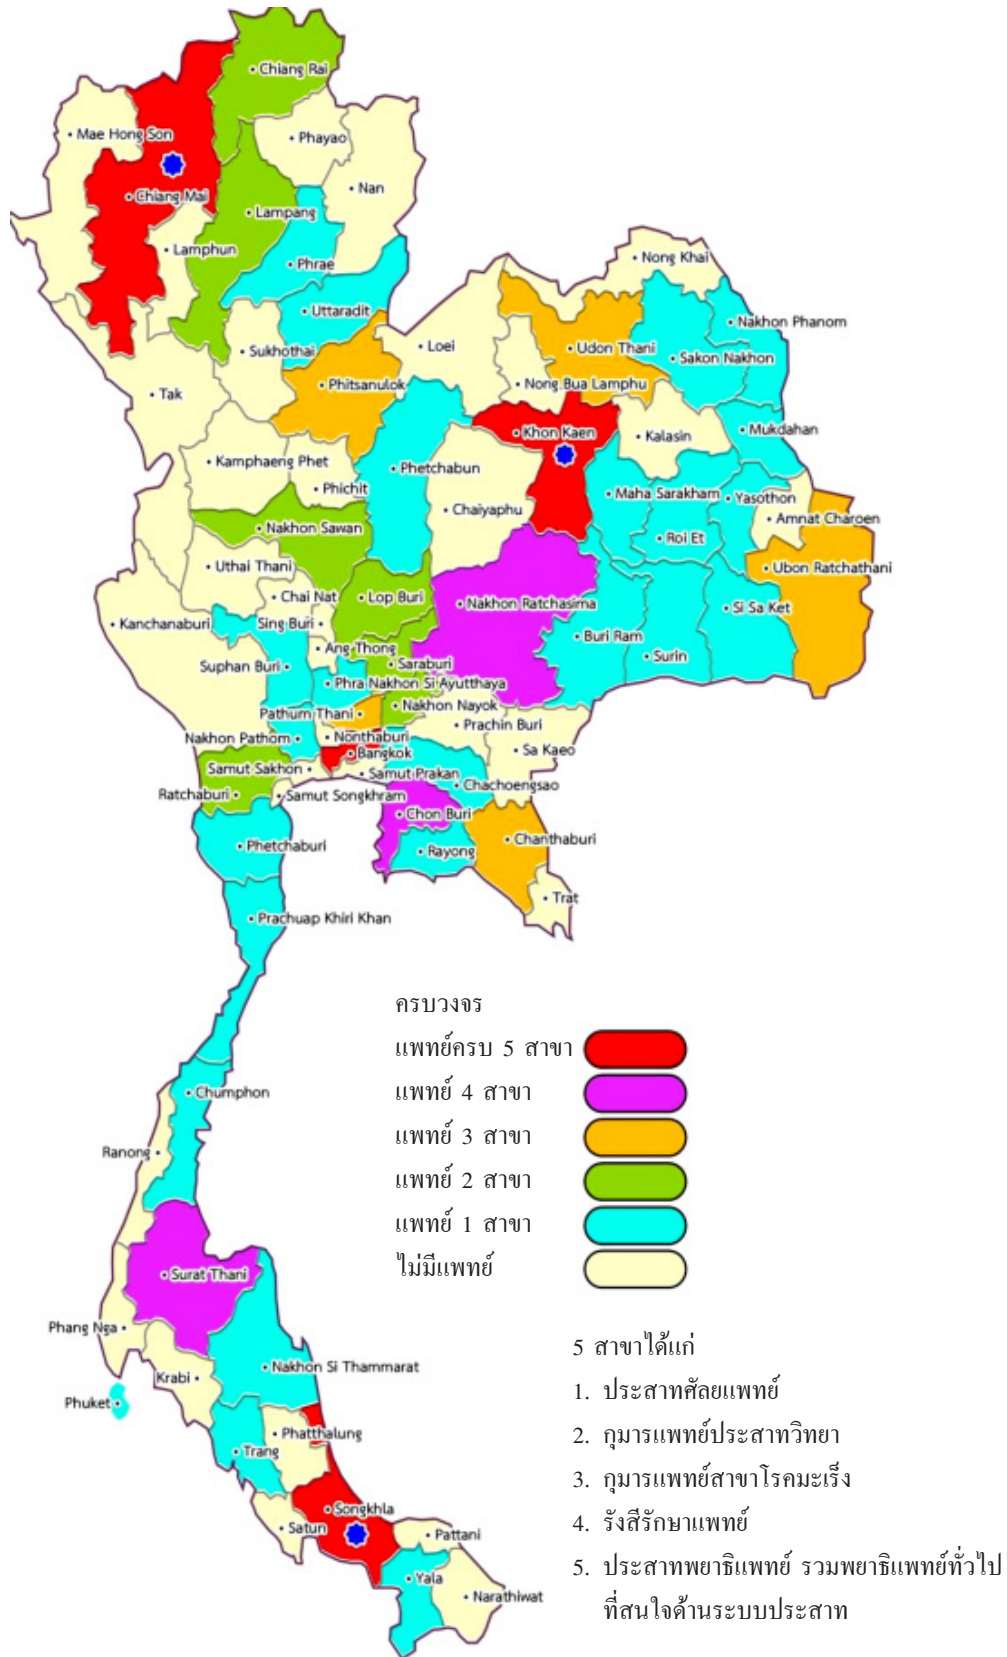 Chiang Rai
Mae Hong Son
Phayao
Nan
Chiang Mai
Lampang
Lamphun
Phrae
Nong Khai
Uttaradit
Nakhon Phanom
Sukhothai
Loei
Udon Thani
Sakon Nakhon
Phitsanulok
Nong Bua Lamphu
Tak
Khon Kaen
Kalasin
Mukdahan
Kamphaeng Phet
Phetchabun
Phichit
Maha Sarakham
Yasothon
Chaiyaphu
Amnat Charoen
Nakhon Sawan
Roi Et
Uthai Thani
Ubon Ratchathani
Chai Nat
Lop Buri
Nakhon Ratchasima
Si Sa Ket
Kanchanaburi
Sing Buri
Buri Ram
Ang Thong
Surin
Suphan Buri
Saraburi
Phra Nakhon Si Ayutthaya
Pathum Thani
Nakhon Nayok
Prachin Buri
Nakhon Pathom
Nonthaburi
Sa Kaeo
Bangkok
Samut Sakhon
Samut Prakan
Chachoengsao
Ratchaburi
Samut Songkhram
Chon Buri
Phetchaburi
Rayong
Chanthaburi
Trat
Prachuap Khiri Khan
ครบวงจร
แพทย์ครบ 5 สาขา
แพทย์ 4 สาขา
แพทย์ 3 สาขา
แพทย์ 2 สาขา
แพทย์ 1 สาขา
ไม่มีแพทย์
Chumphon
Ranong
Surat Thani
Phang Nga
Nakhon Si Thammarat
Krabi
Phuket
Phatthalung
Trang
Songkhla
Satun
Pattani
Yala
Narathiwat
5 สาขาได้แก่
1. ประสาทศัลยแพทย์
2. กุมารแพทย์ประสาทวิทยา
3. กุมารแพทย์สาขาโรคมะเร็ง
4. รังสีรักษาแพทย์
5. ประสาทพยาธิแพทย์ รวมพยาธิแพทย์ทั่วไป
ที่สนใจด้านระบบประสาท